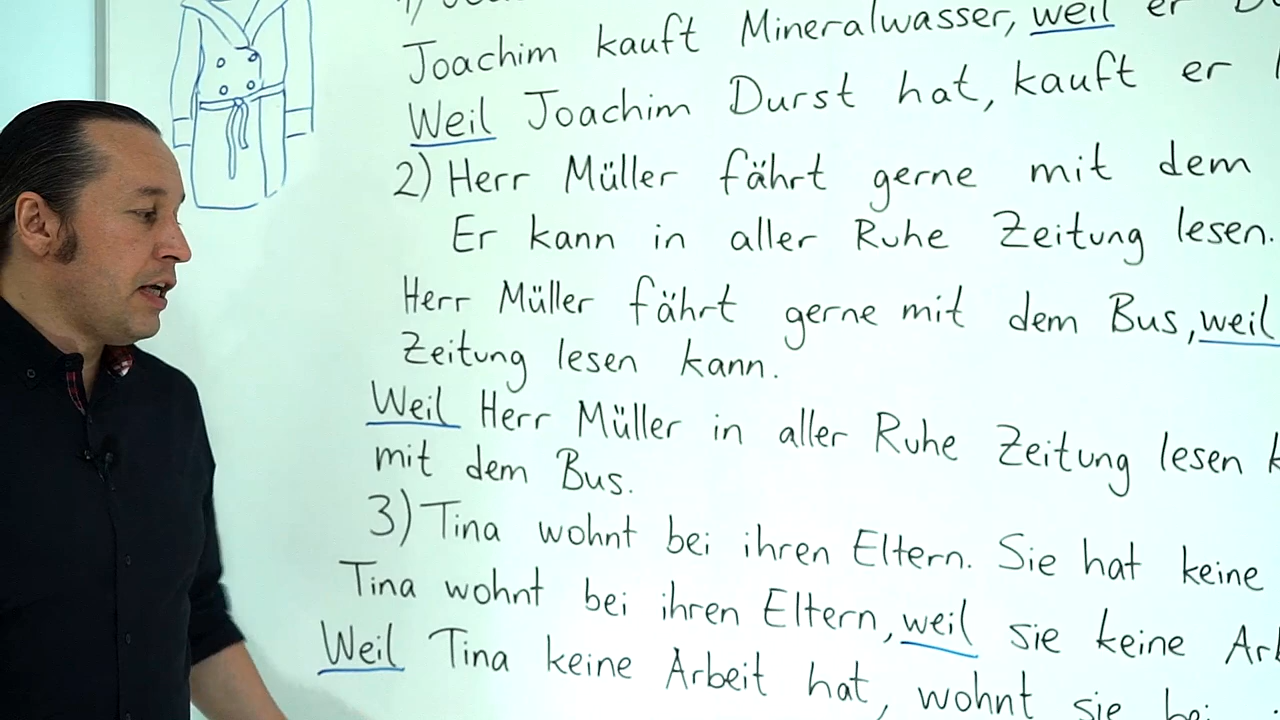 Joachim kauft Mineralwasser, weil er
Weil Joachim Durst hat, kauft er
2) Herr Müller fährt gerne mit dem
Er kann in aller Ruhe Zeitung lesen.
Herr Müller fährt gerne mit dem Bus, weil
Zeitung lesen kann.
Weil Herr Müller in aller Ruhe Zeitung lesen
mit dem Bus.
3) Tina wohnt bei ihren Eltern. Sie hat keine
Tina wohnt bei ihren Eltern, weil sie keine
Weil Tina keine Arbeit hat, wohnt sie bei